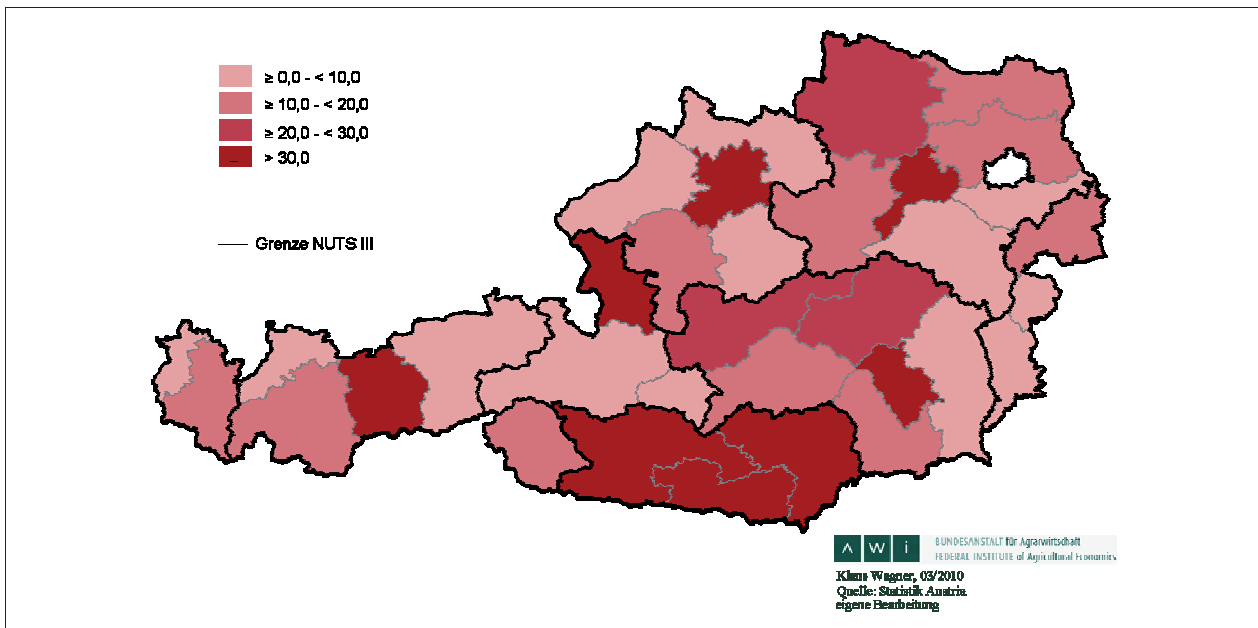 ≥ 0,0 - < 10,0
≥ 10,0 - < 20,0
≥ 20,0 - < 30,0
> 30,0
Grenze NUTS III
AWi
BUNDESANSTALT für Agrarwirtschaft
FEDERAL INSTITUTE of Agricultural Economics
Klaus Wagner, 03/2010
Quelle: Statistik Austria
eigene Bearbeitung